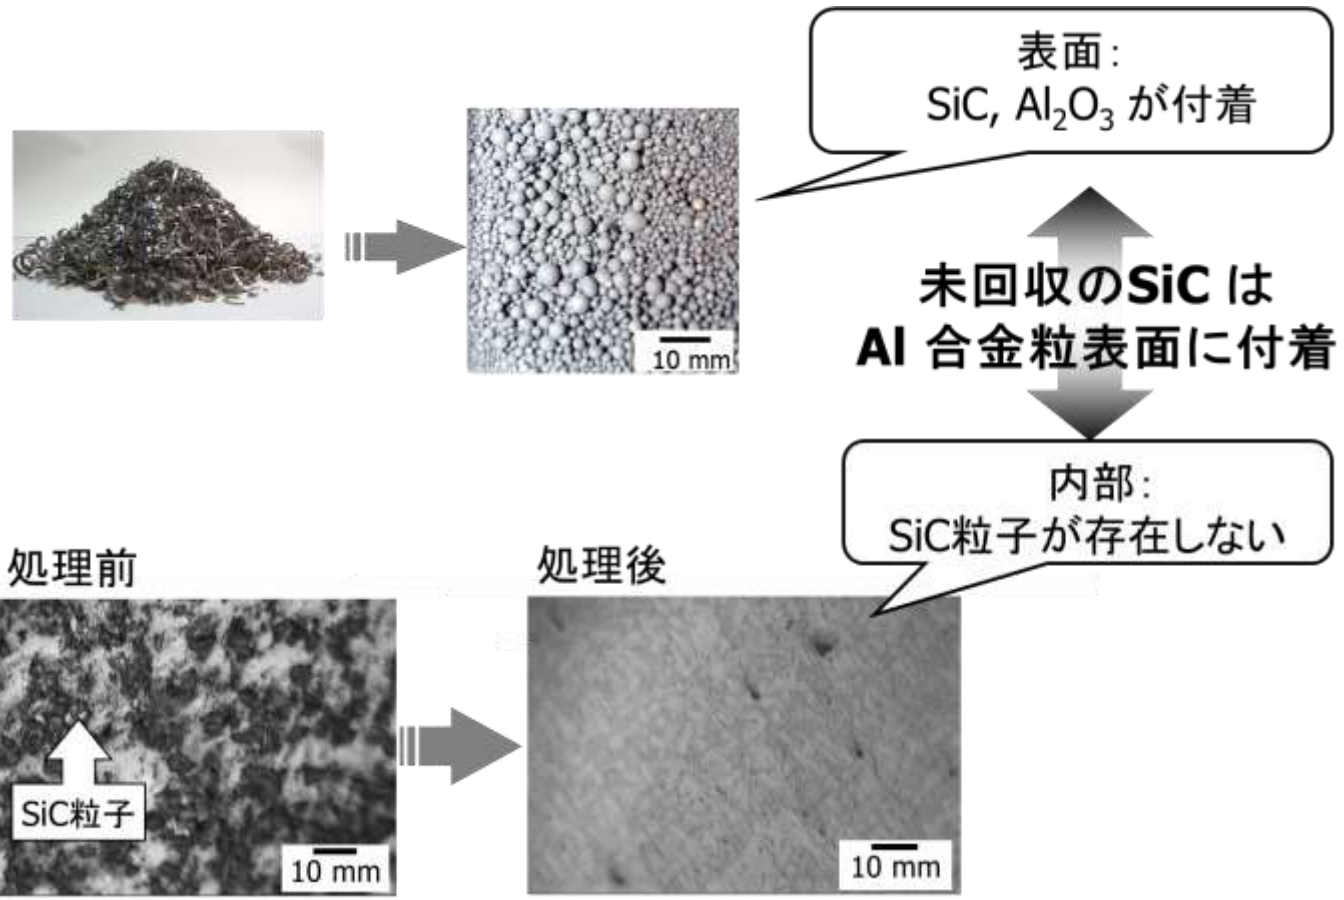 表面：
SiC, Al₂O₃ が付着
10 mm
未回収のSiC は
Al 合金粒表面に付着
内部：
SiC粒子が存在しない
処理前
処理後
SiC粒子
10 mm
10 mm